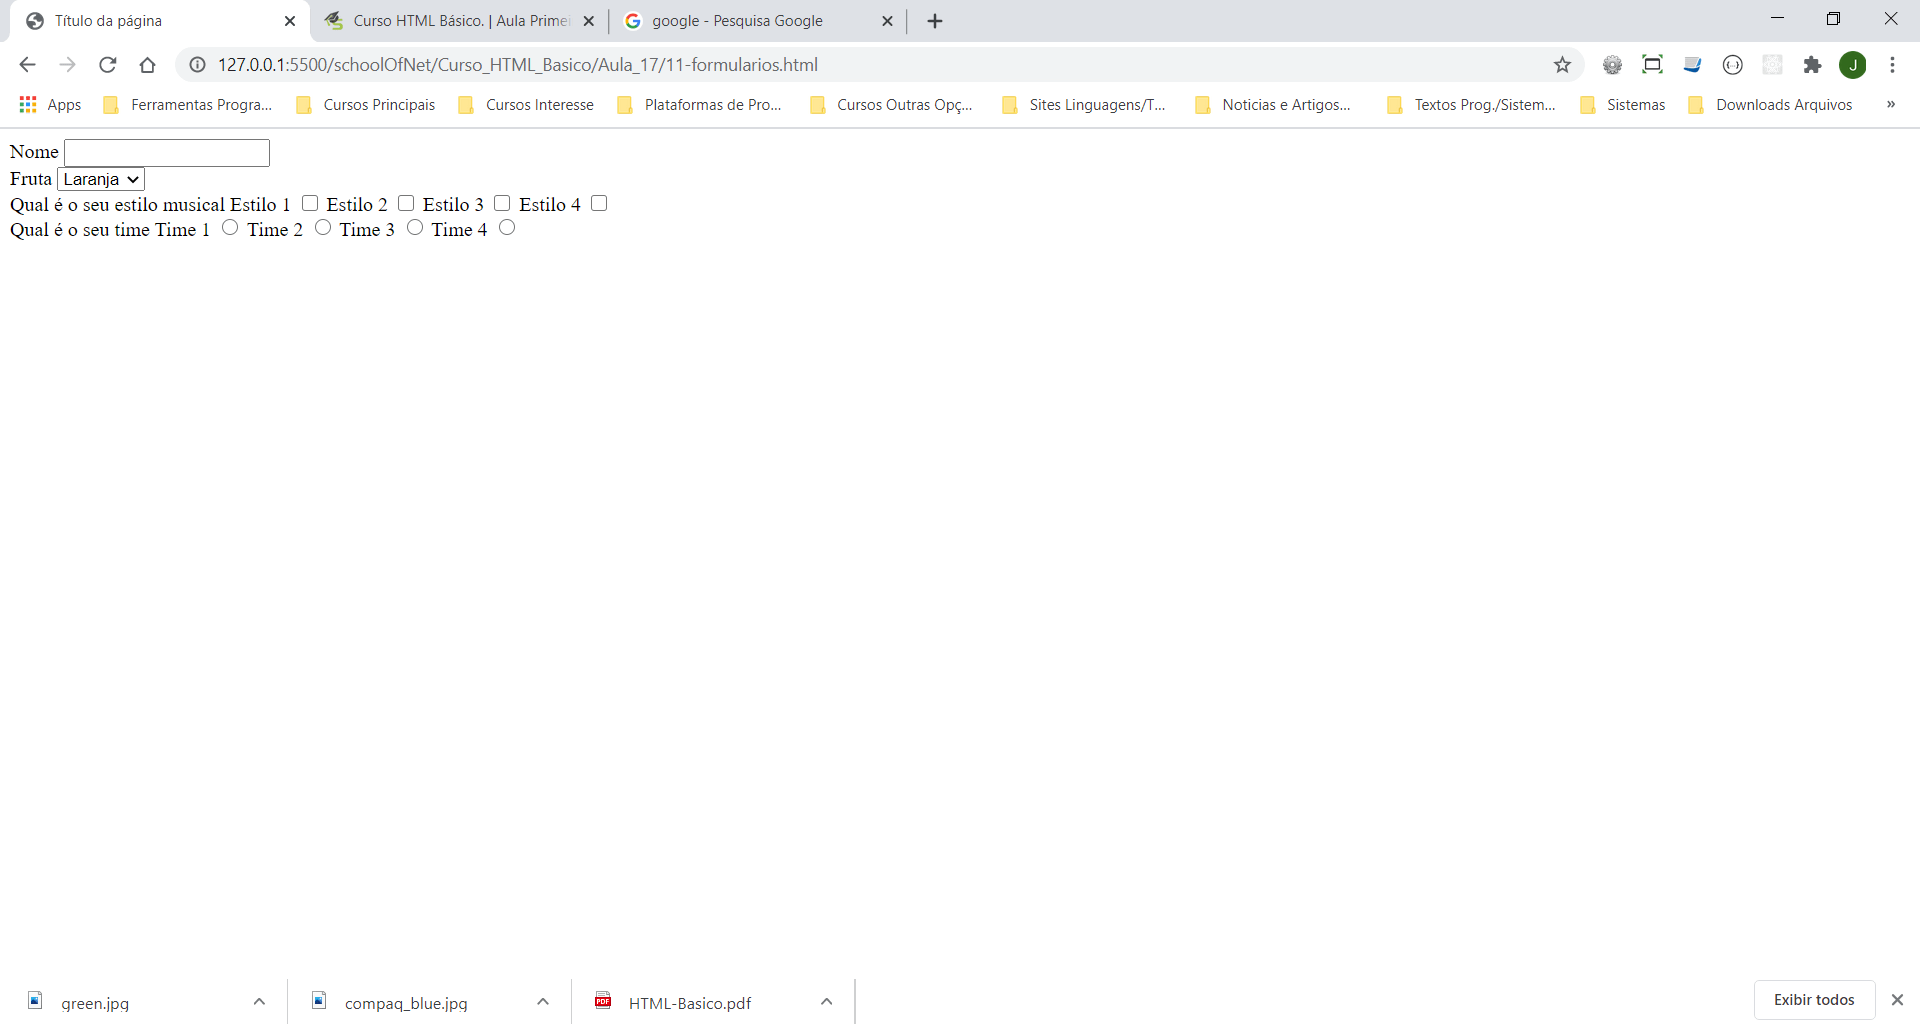 Título da página
Curso HTML Básico. | Aula Primei
google - Pesquisa Google
127.0.0.1:5500/schoolOfNet/Curso_HTML_Basico/Aula_17/11-formularios.html
J
Apps Ferramentas Progra... Cursos Principais Cursos Interesse Plataformas de Pro... Cursos Outras Opç... Sites Linguagens/T... Noticias e Artigos... Textos Prog./Sistem... Sistemas Downloads Arquivos »
Nome
Fruta Laranja
Qual é o seu estilo musical Estilo 1 Estilo 2 Estilo 3 Estilo 4
Qual é o seu time Time 1 Time 2 Time 3 Time 4
green.jpg
compaq_blue.jpg
PDF HTML-Basico.pdf
Exibir todos